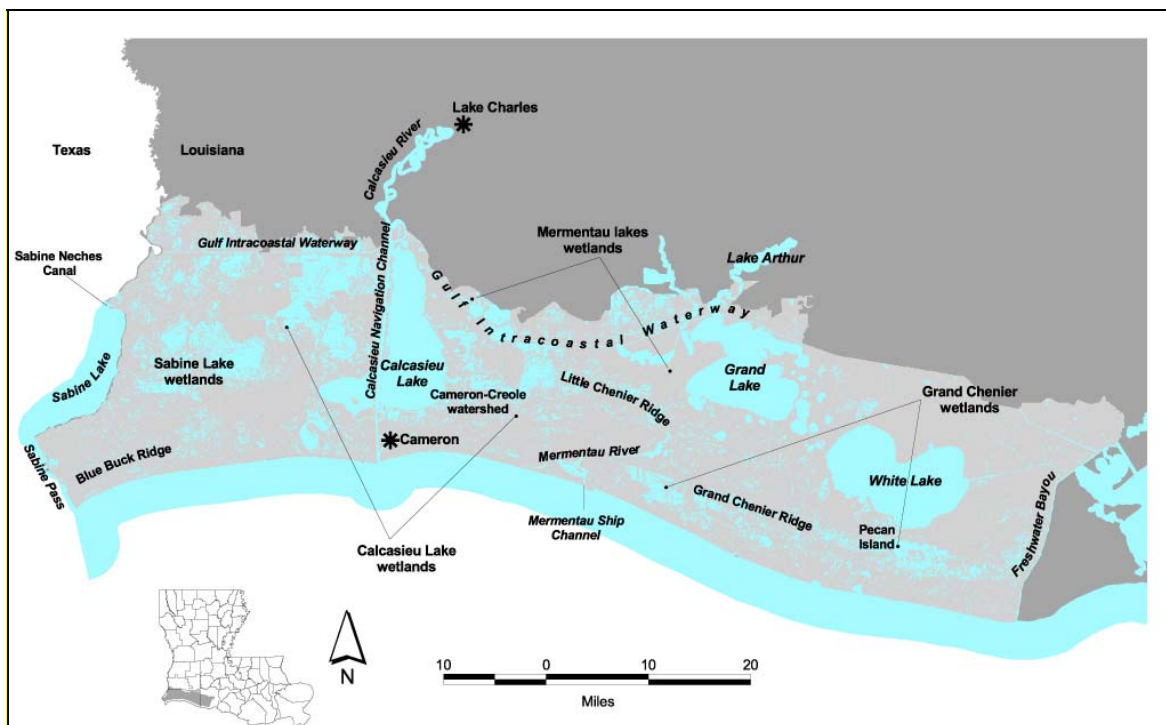 Lake Charles
Calcasieu River
Texas
Louisiana
Mermentau lakes
wetlands
Gulf Intracoastal Waterway
Sabine Neches
Canal
Lake Arthur
Calcasieu Navigation Channel
Gulf Intracoastal Waterway
Sabine Lake
Sabine Lake
wetlands
Calcasieu
Lake
Grand
Lake
Little Chenier Ridge
Cameron-Creole
watershed
Grand Chenier
wetlands
Cameron
Blue Buck Ridge
Sabine Pass
Mermentau River
White Lake
Grand Chenier Ridge
Mermentau Ship
Channel
Pecan
Island
Freshwater Bayou
Calcasieu Lake
wetlands
N
10 0 10 20
Miles